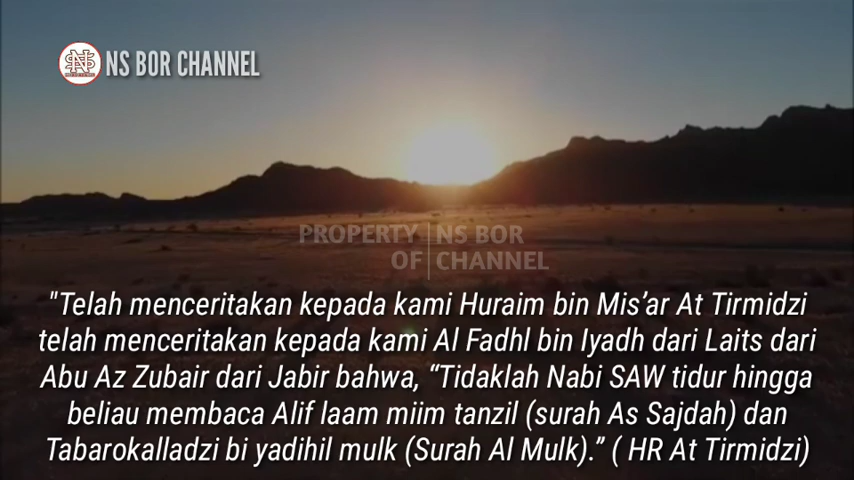 NS BOR CHANNEL
PROPERTY | NS BOR
OF | CHANNEL
"Telah menceritakan kepada kami Huraim bin Mis’ar At Tirmidzi
telah menceritakan kepada kami Al Fadhl bin Iyadh dari Laits dari
Abu Az Zubair dari Jabir bahwa, “Tidaklah Nabi SAW tidur hingga
beliau membaca Alif laam miim tanzil (surah As Sajdah) dan
Tabarokalladzi bi yadihil mulk (Surah Al Mulk).” ( HR At Tirmidzi)